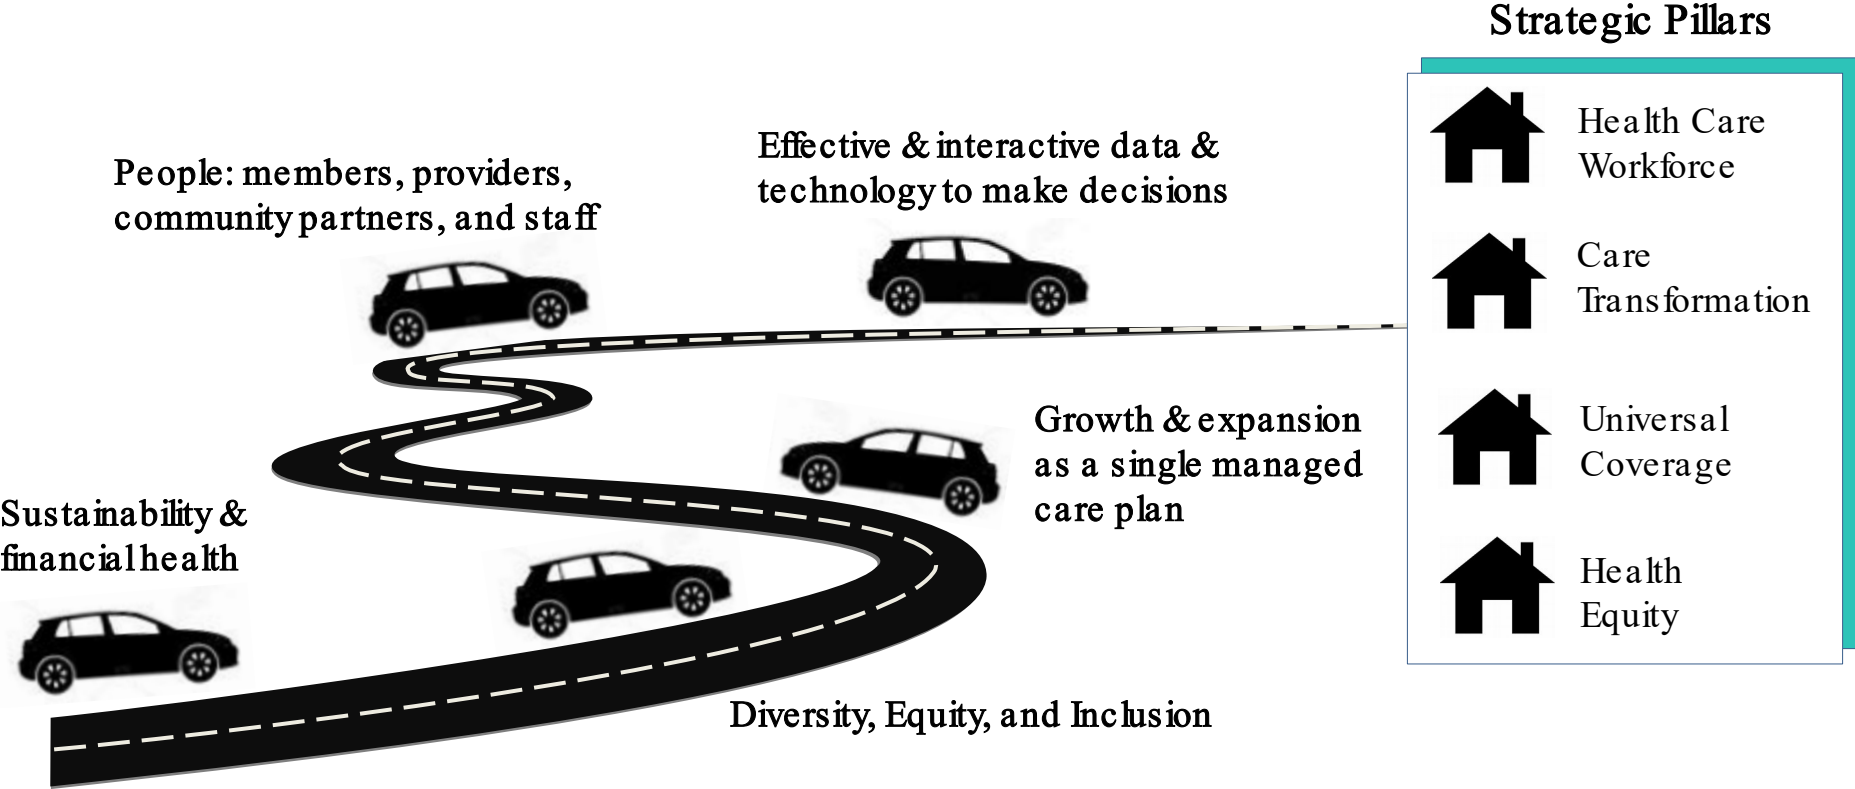 Strategic Pillars
People: members, providers,
community partners, and staff
Effective & interactive data &
technology to make decisions
Sustainability &
financial health
Growth & expansion
as a single managed
care plan
Diversity, Equity, and Inclusion
Health Care
Workforce
Care
Transformation
Universal
Coverage
Health
Equity